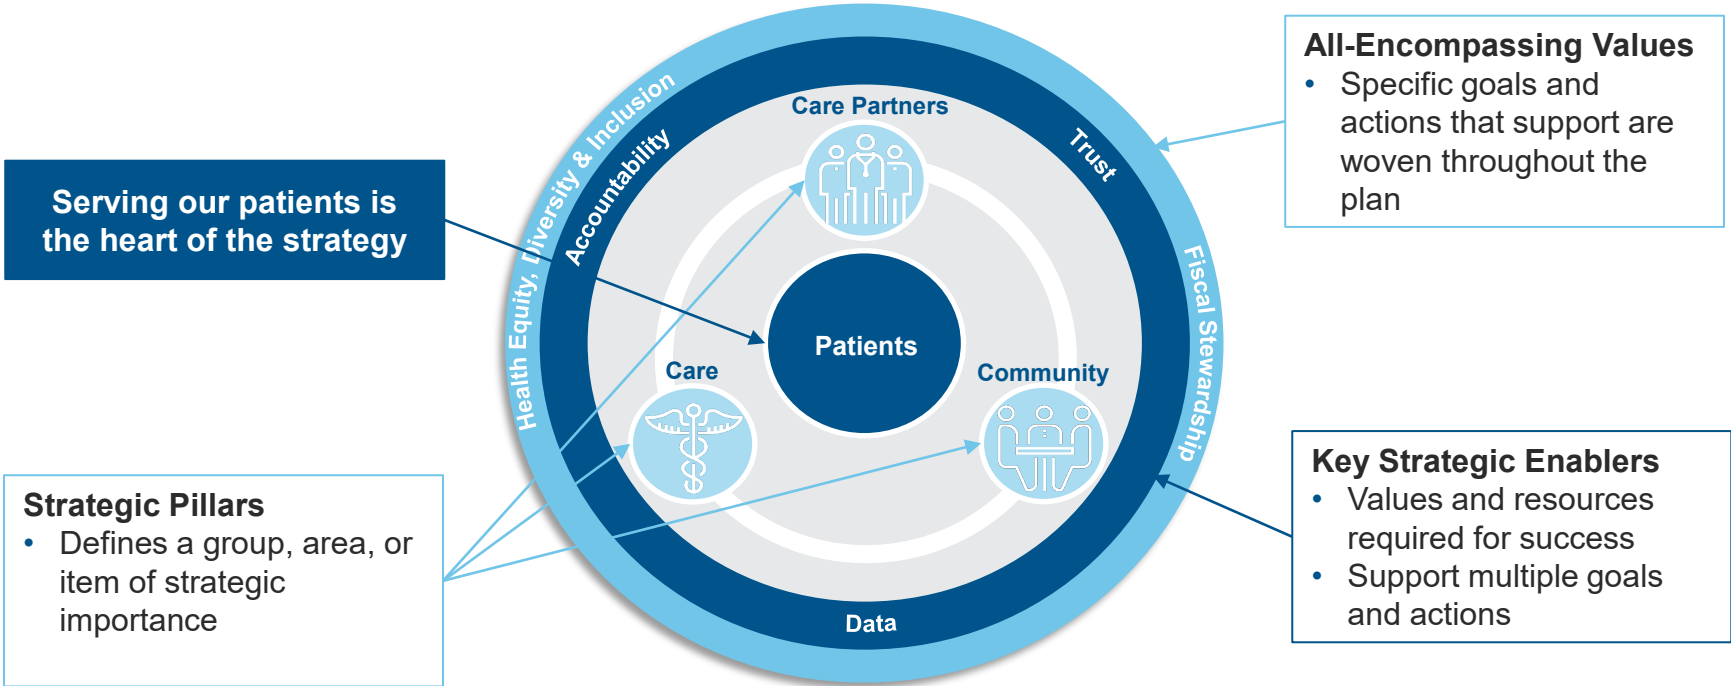 Serving our patients is
the heart of the strategy
Strategic Pillars
• Defines a group, area, or
item of strategic
importance
Health Equity, Diversity & Inclusion
Accountability
Care Partners
Trust
Fiscal Stewardship
Patients
Care
Community
Data
All-Encompassing Values
• Specific goals and
actions that support are
woven throughout the
plan
Key Strategic Enablers
• Values and resources
required for success
• Support multiple goals
and actions